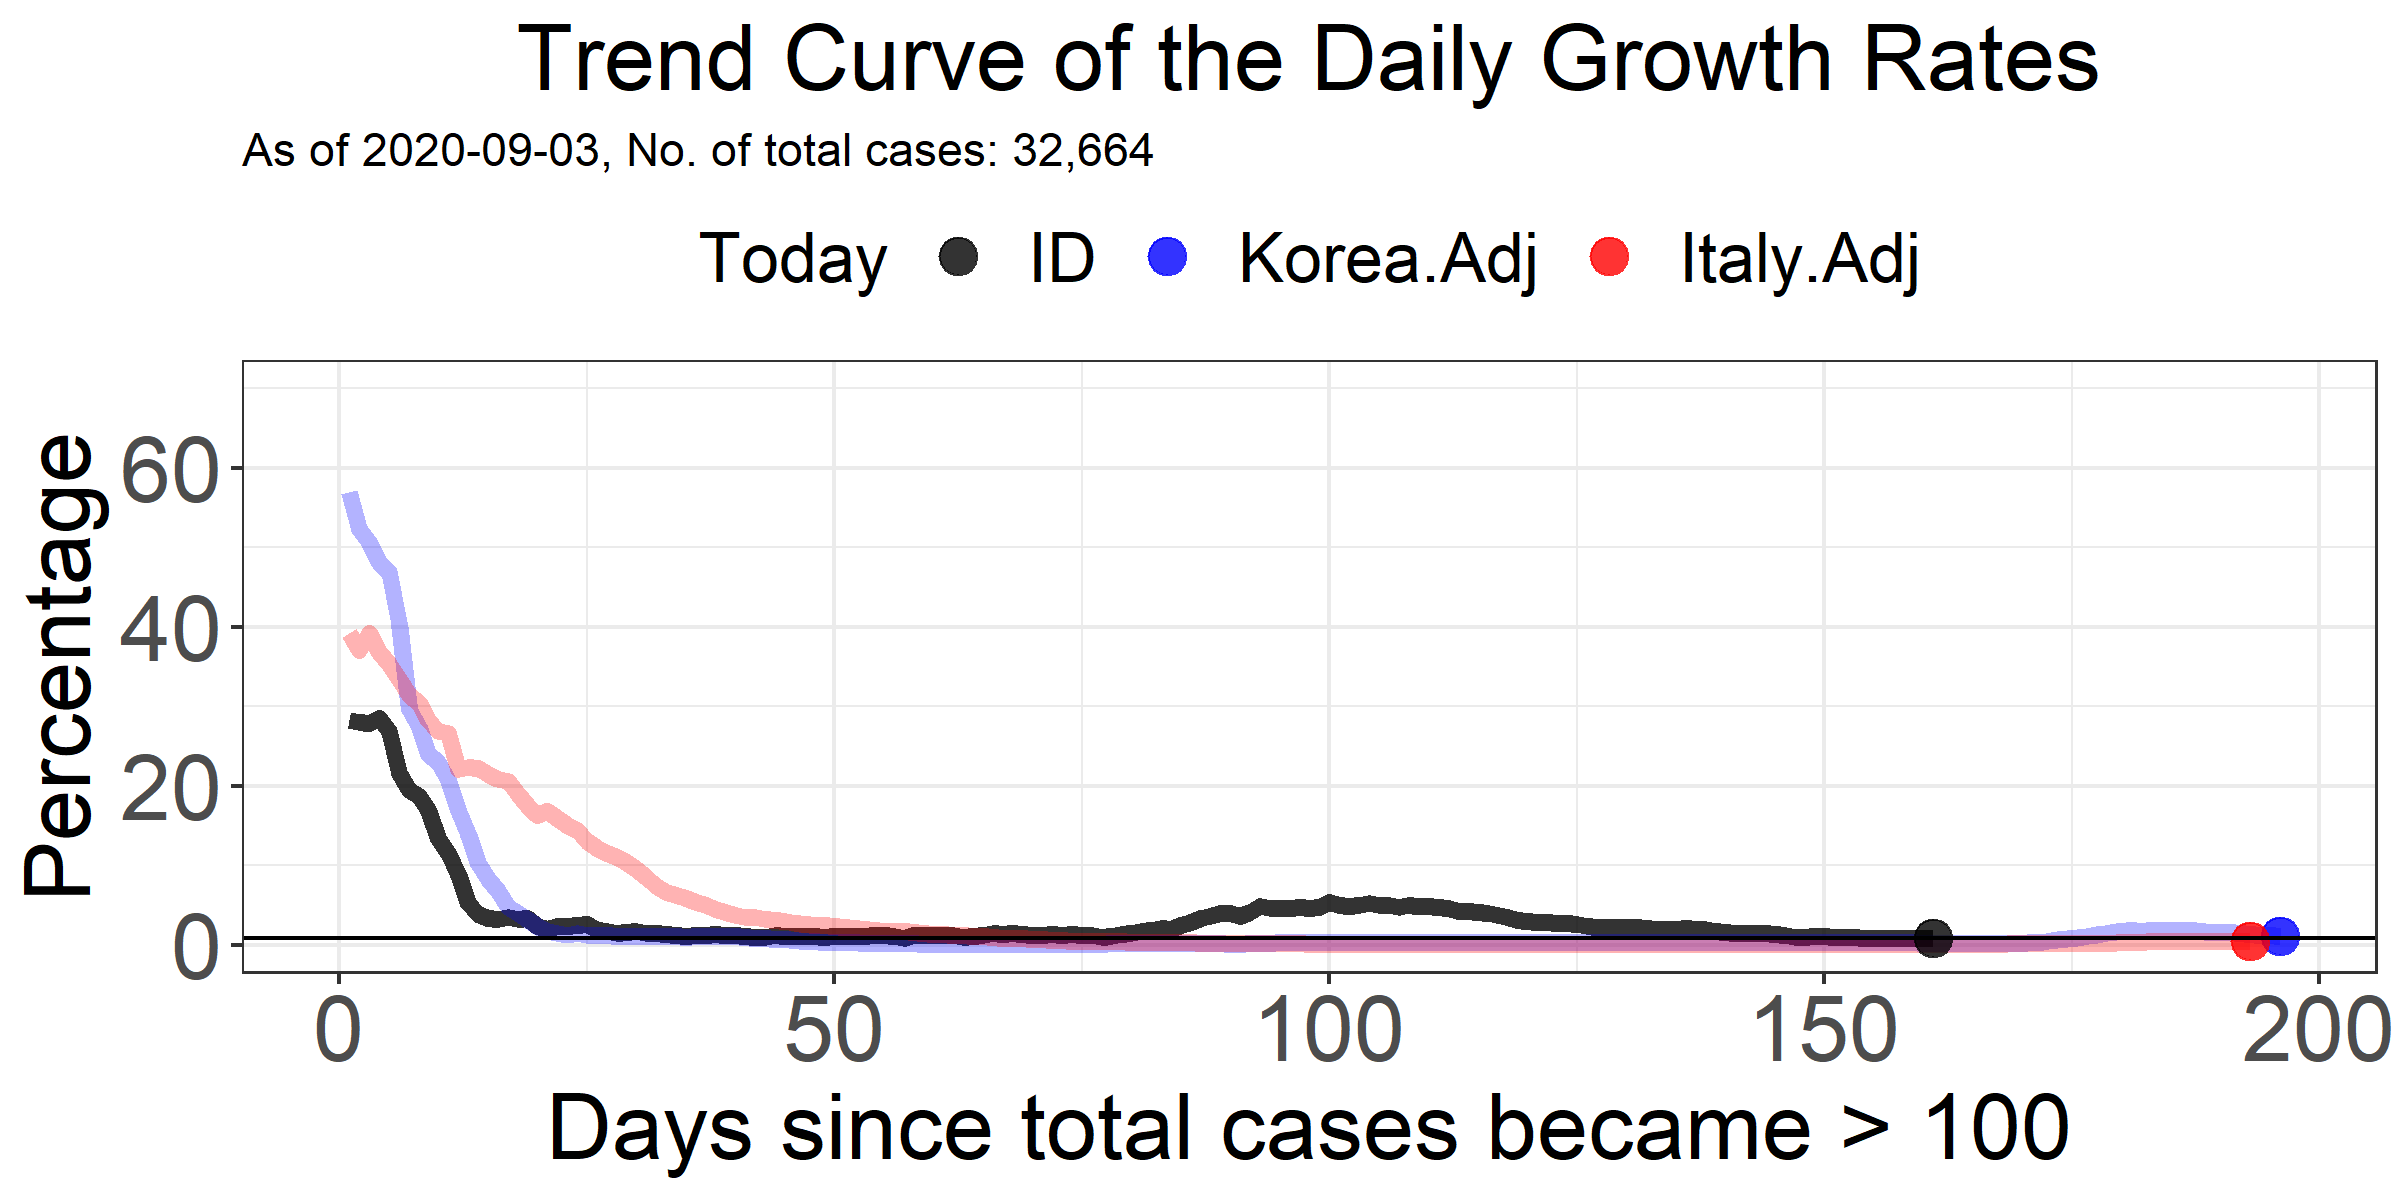 Trend Curve of the Daily Growth Rates
As of 2020-09-03, No. of total cases: 32,664
Today ID Korea.Adj Italy.Adj
Percentage
60
40
20
0
0 50 100 150 200
Days since total cases became > 100